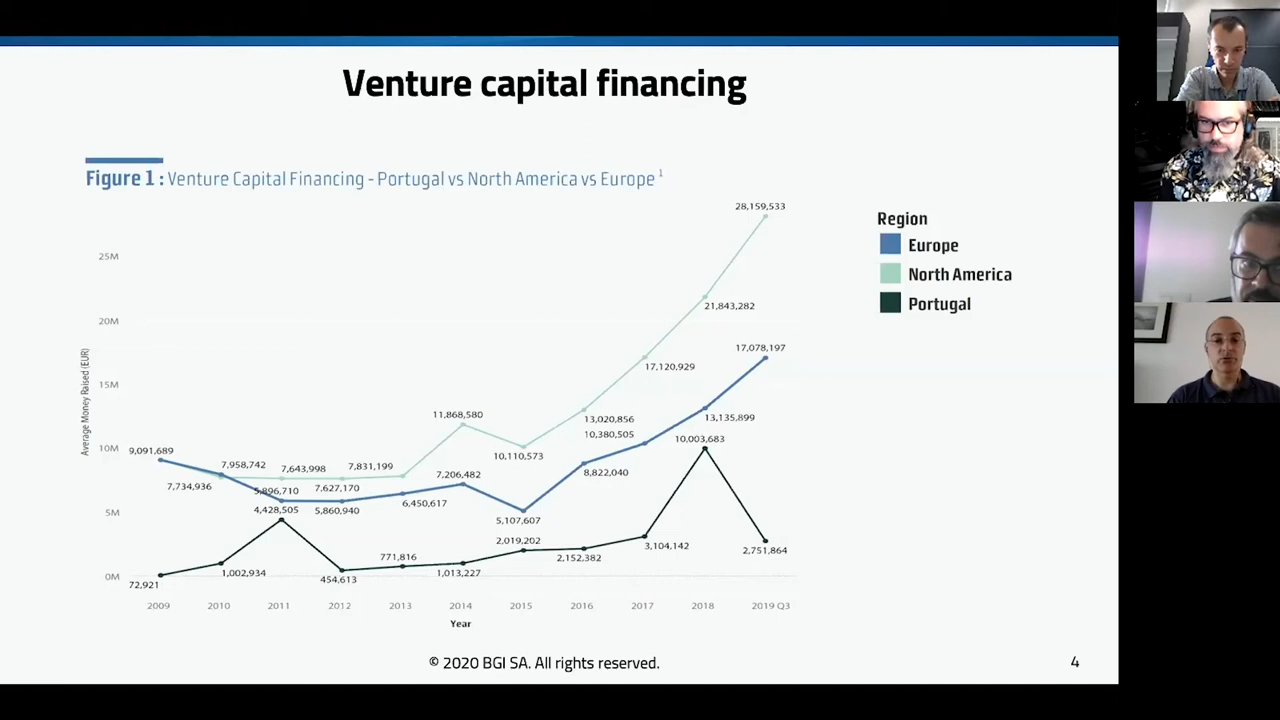 Venture capital financing
Figure 1 : Venture Capital Financing - Portugal vs North America vs Europe 1
Region
Europe
North America
Portugal
Average Money Raised (EUR)
25M
20M
15M
10M
5M
0M
28,159,533
21,843,282
17,078,197
17,120,929
13,135,899
11,868,580
13,020,856
10,380,505
10,003,683
9,091,689
10,110,573
7,958,742
7,643,998
7,831,199
7,206,482
8,822,040
7,734,936
5,896,710
7,627,170
4,428,505
5,860,940
6,450,617
5,107,607
2,019,202
3,104,142
2,751,864
771,816
2,152,382
72,921
1,002,934
454,613
1,013,227
2009
2010
2011
2012
2013
2014
2015
2016
2017
2018
2019 Q3
Year
© 2020 BGI SA. All rights reserved.
4